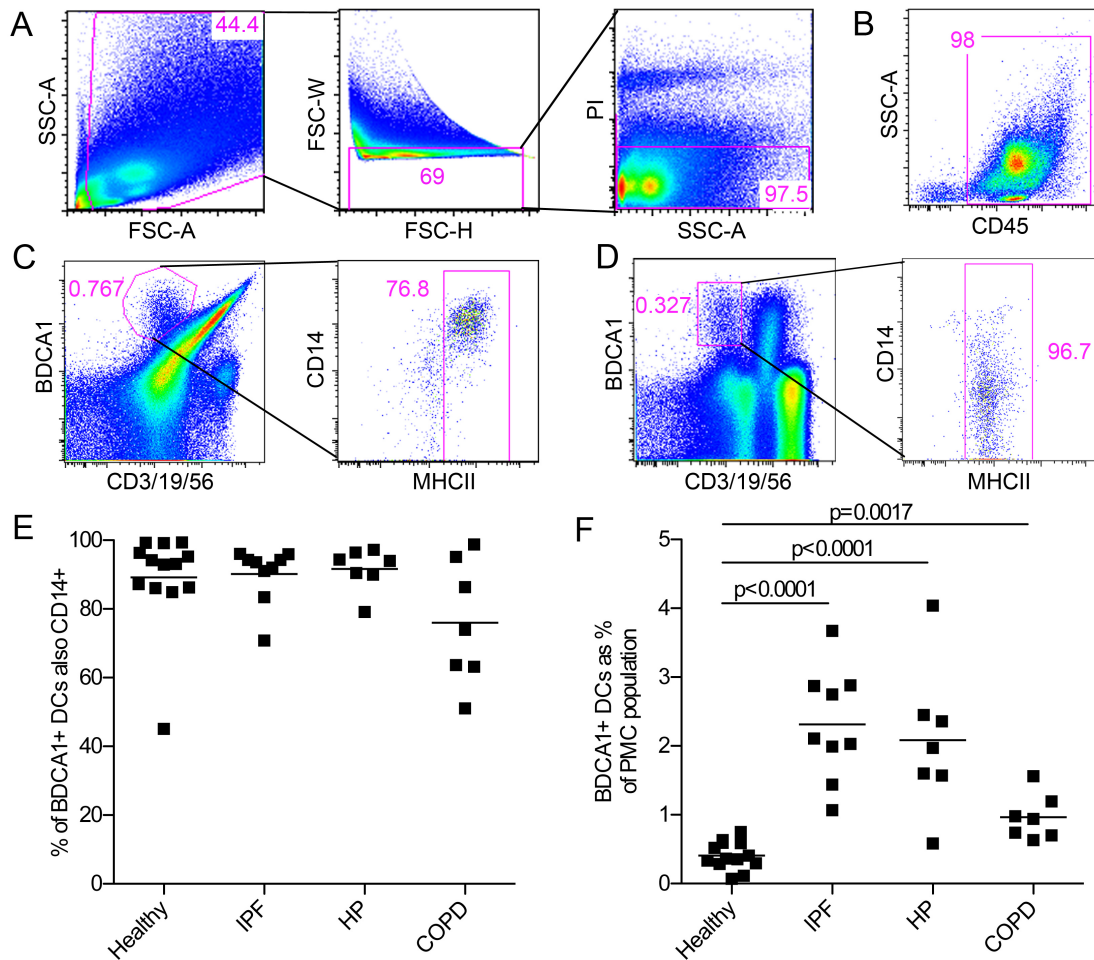 A
44.4
SSC-A
FSC-A
FSC-W
69
FSC-H
PI
97.5
SSC-A
B
98
SSC-A
CD45
C
0.767
BDCA1
CD3/19/56
76.8
CD14
MHCII
D
0.327
BDCA1
CD3/19/56
CD14
96.7
MHCII
E
% of BDCA1+ DCs also CD14+
100
80
60
40
20
0
Healthy
IPF
HP
COPD
F
BDCA1+ DCs as %
of PMC population
p=0.0017
p<0.0001
p<0.0001
5
4
3
2
1
0
Healthy
IPF
HP
COPD